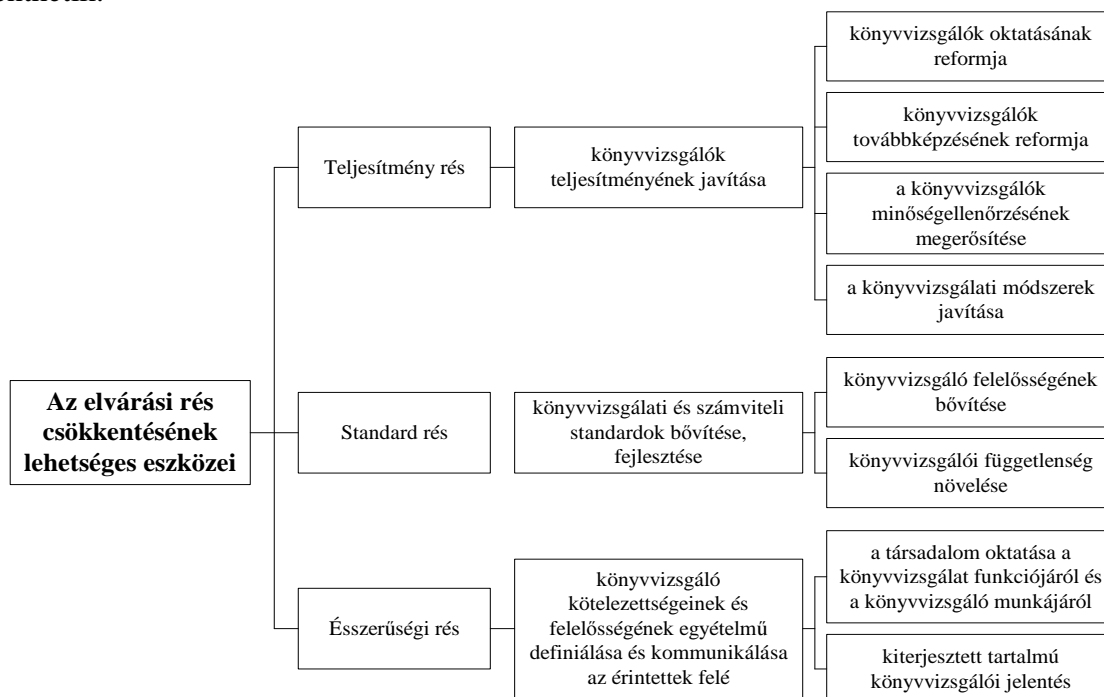 könyvvizsgálók oktatásának
reformja
könyvvizsgálók
továbbképzésének reformja
Teljesítmény rés
könyvvizsgálók
teljesítményének javítása
a könyvvizsgálók
minőségellenőrzésének
megerősítése
a könyvvizsgálati módszerek
javítása
Az elvárási rés
csökkentésének
lehetséges eszközei
Standard rés
könyvvizsgálati és számviteli
standardok bővítése,
fejlesztése
könyvvizsgáló felelősségének
bővítése
könyvvizsgálói függetlenség
növelése
Ésszerűségi rés
könyvvizsgáló
kötelezettségeinek és
felelősségének egyételmű
definiálása és kommunikálása
az érintettek felé
a társadalom oktatása a
könyvvizsgálat funkciójáról és
a könyvvizsgáló munkájáról
kiterjesztett tartalmú
könyvvizsgálói jelentés